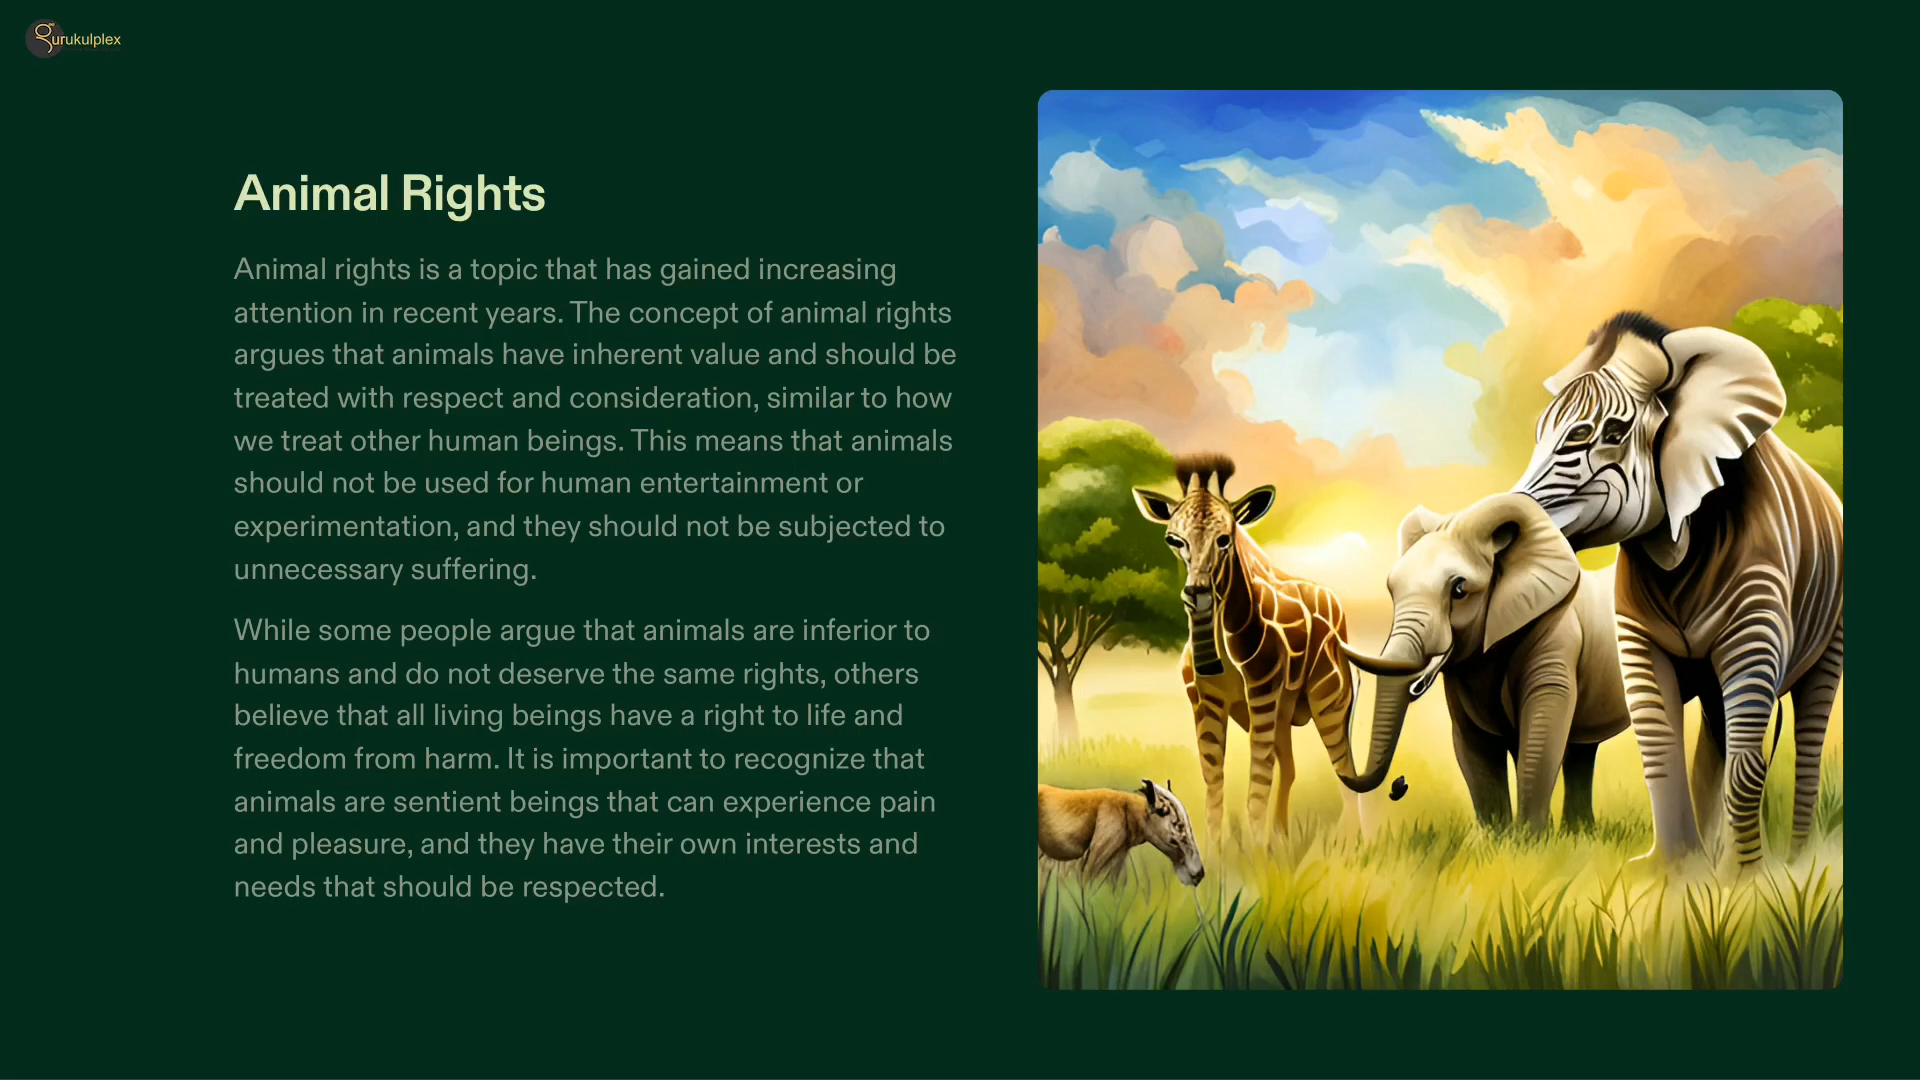 gurukulplex
Animal Rights
Animal rights is a topic that has gained increasing
attention in recent years. The concept of animal rights
argues that animals have inherent value and should be
treated with respect and consideration, similar to how
we treat other human beings. This means that animals
should not be used for human entertainment or
experimentation, and they should not be subjected to
unnecessary suffering.
While some people argue that animals are inferior to
humans and do not deserve the same rights, others
believe that all living beings have a right to life and
freedom from harm. It is important to recognize that
animals are sentient beings that can experience pain
and pleasure, and they have their own interests and
needs that should be respected.